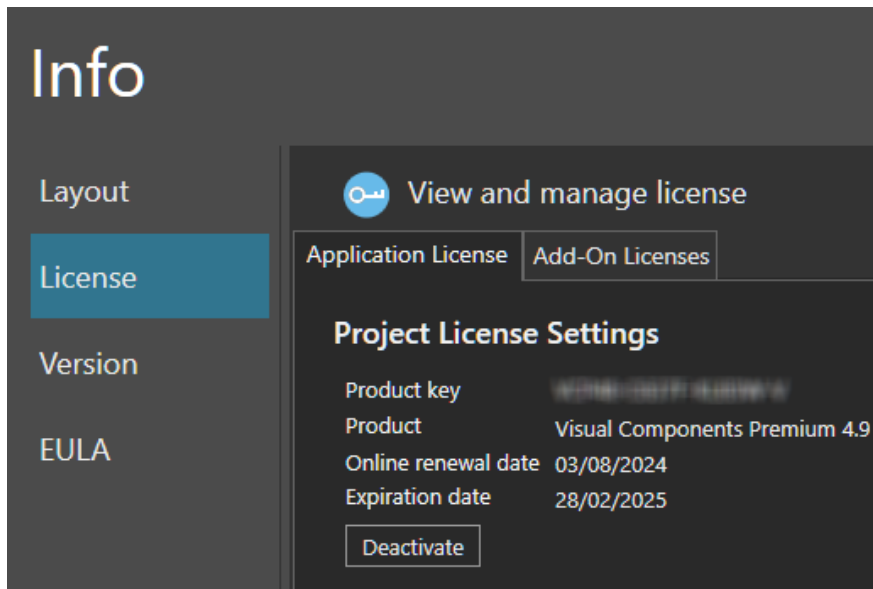 Info
Layout
License
Version
EULA
View and manage license
Application License
Add-On Licenses
Project License Settings
Product key
Product Visual Components Premium 4.9
Online renewal date 03/08/2024
Expiration date 28/02/2025
Deactivate